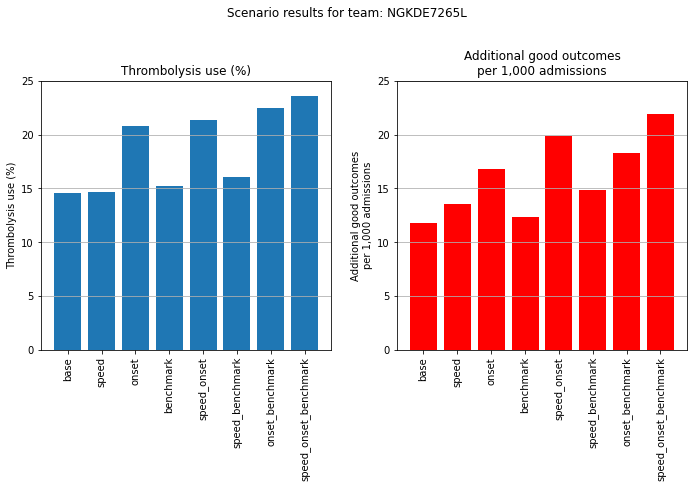 Scenario results for team: NGKDE7265L
Thrombolysis use (%)
Thrombolysis use (%)
25
20
15
10
5
0
base
speed
onset
benchmark
speed_onset
speed_benchmark
onset_benchmark
speed_onset_benchmark
Additional good outcomes
per 1,000 admissions
Additional good outcomes
per 1,000 admissions
25
20
15
10
5
0
base
speed
onset
benchmark
speed_onset
speed_benchmark
onset_benchmark
speed_onset_benchmark